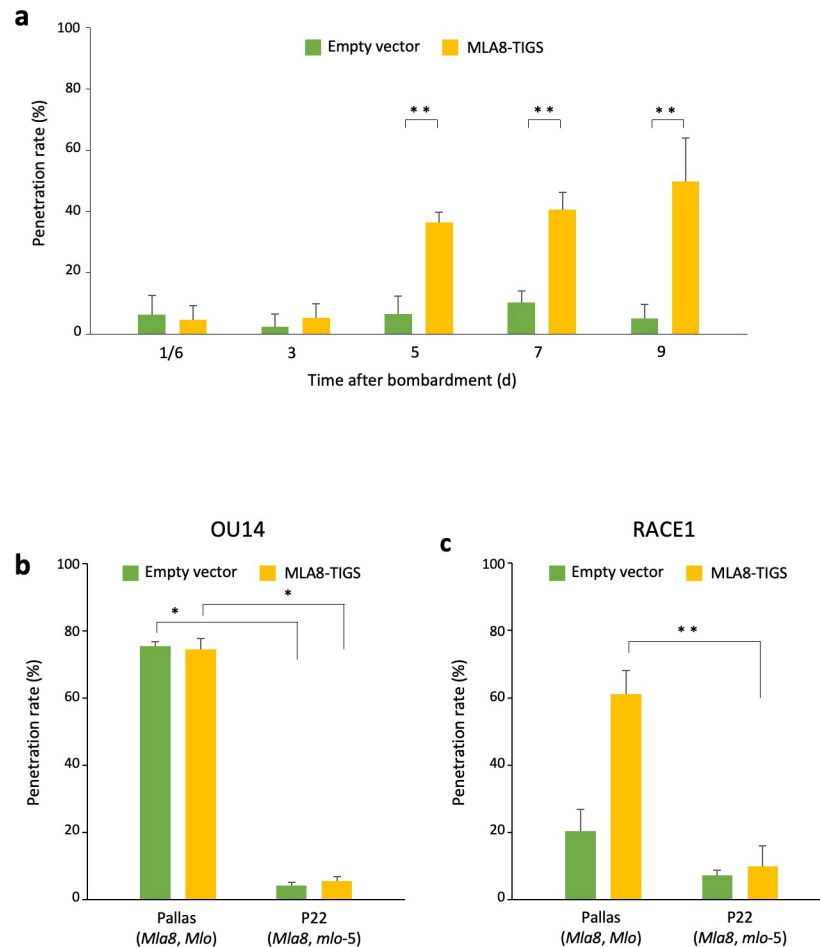 a
Empty vector MLA8-TIGS
100
80
60
40
20
0
Penetration rate (%)
** ** **
1/6 3 5 7 9
Time after bombardment (d)
OU14
b
Empty vector MLA8-TIGS
100
80
60
40
20
0
Penetration rate (%)
* *
Pallas P22
(Mla8, Mlo) (Mla8, mlo-5)
RACE1
c
Empty vector MLA8-TIGS
100
80
60
40
20
0
Penetration rate (%)
**
Pallas P22
(Mla8, Mlo) (Mla8, mlo-5)